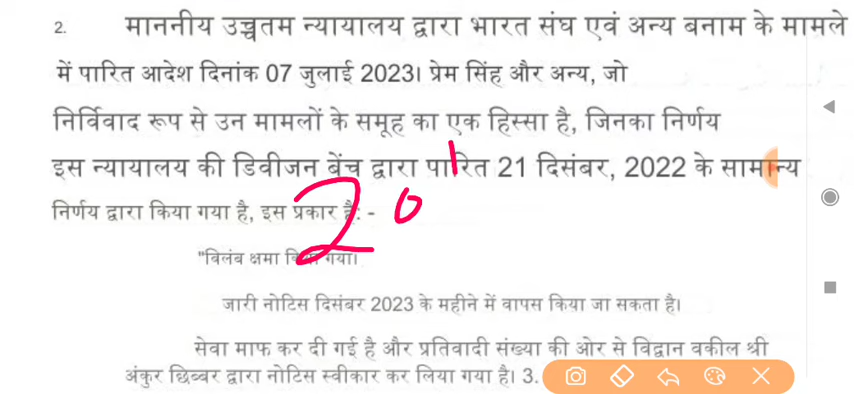 2. माननीय उच्चतम न्यायालय द्वारा भारत संघ एवं अन्य बनाम के मामले
में पारित आदेश दिनांक 07 जुलाई 2023। प्रेम सिंह और अन्य, जो
निर्विवाद रूप से उन मामलों के समूह का एक हिस्सा है, जिनका निर्णय
इस न्यायालय की डिवीजन बेंच द्वारा पारित 21 दिसंबर, 2022 के सामान्य
निर्णय द्वारा किया गया है, इस प्रकार है: -
20
"विलंब क्षमा किया गया।
जारी नोटिस दिसंबर 2023 के महीने में वापस किया जा सकता है।
सेवा माफ कर दी गई है और प्रतिवादी संख्या की ओर से विद्वान वकील श्री
अंकुर छिब्बर द्वारा नोटिस स्वीकार कर लिया गया है। 3.